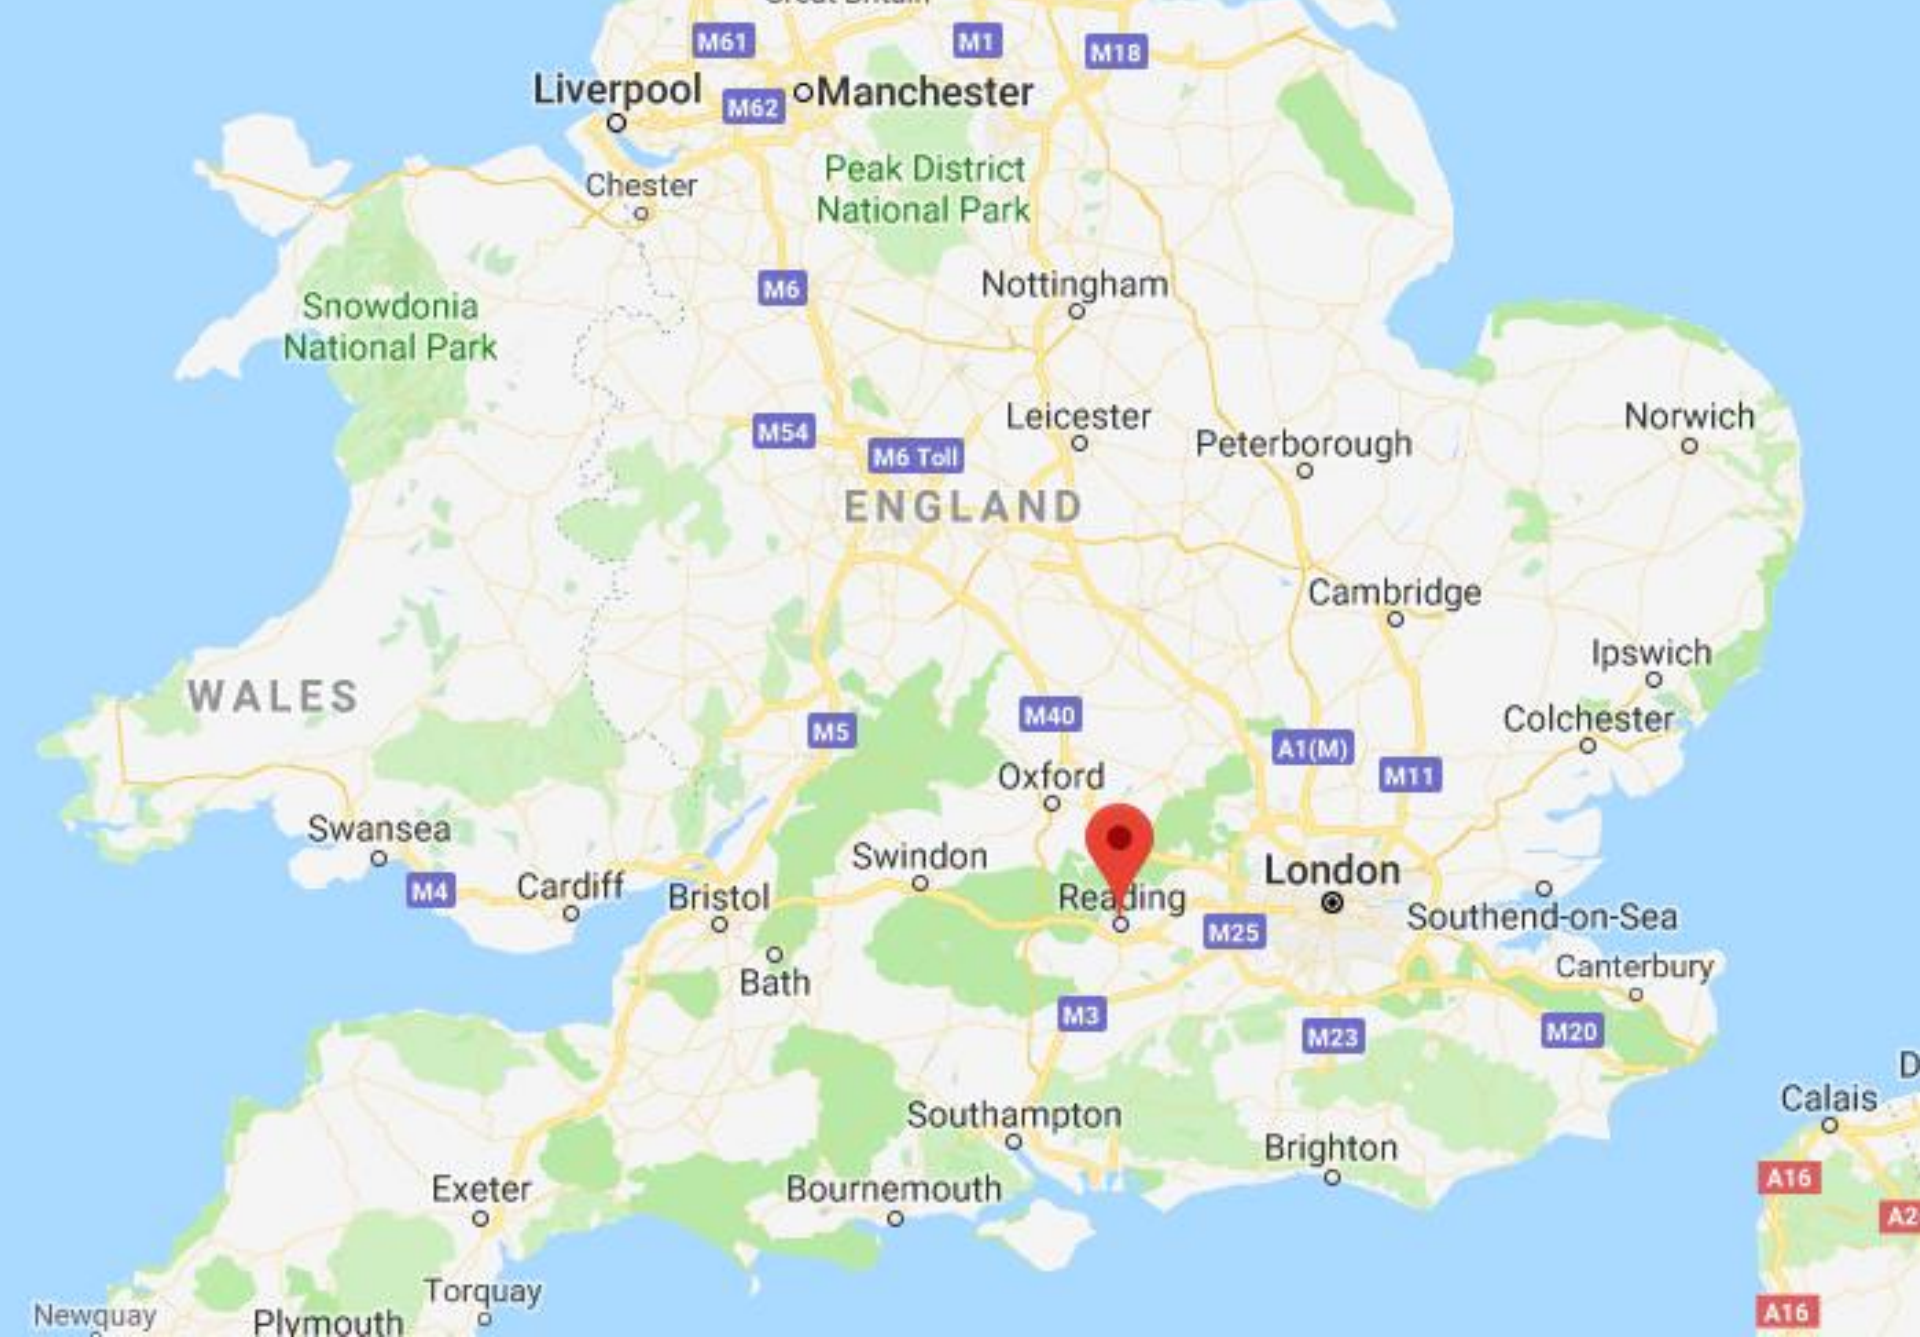 Great Britain
M61
M1
M18
Liverpool
M62
Manchester
Chester
Peak District
National Park
M6
Nottingham
Snowdonia
National Park
M54
Leicester
M6 Toll
Peterborough
Norwich
ENGLAND
Cambridge
Ipswich
WALES
M5
M40
Colchester
A1(M)
M11
Oxford
Swansea
Swindon
London
M4
Cardiff
Bristol
Reading
M25
Southend-on-Sea
Bath
Canterbury
M3
M23
M20
Calais
D
Southampton
Brighton
A16
Exeter
Bournemouth
A2
Torquay
Newquay
Plymouth
A16